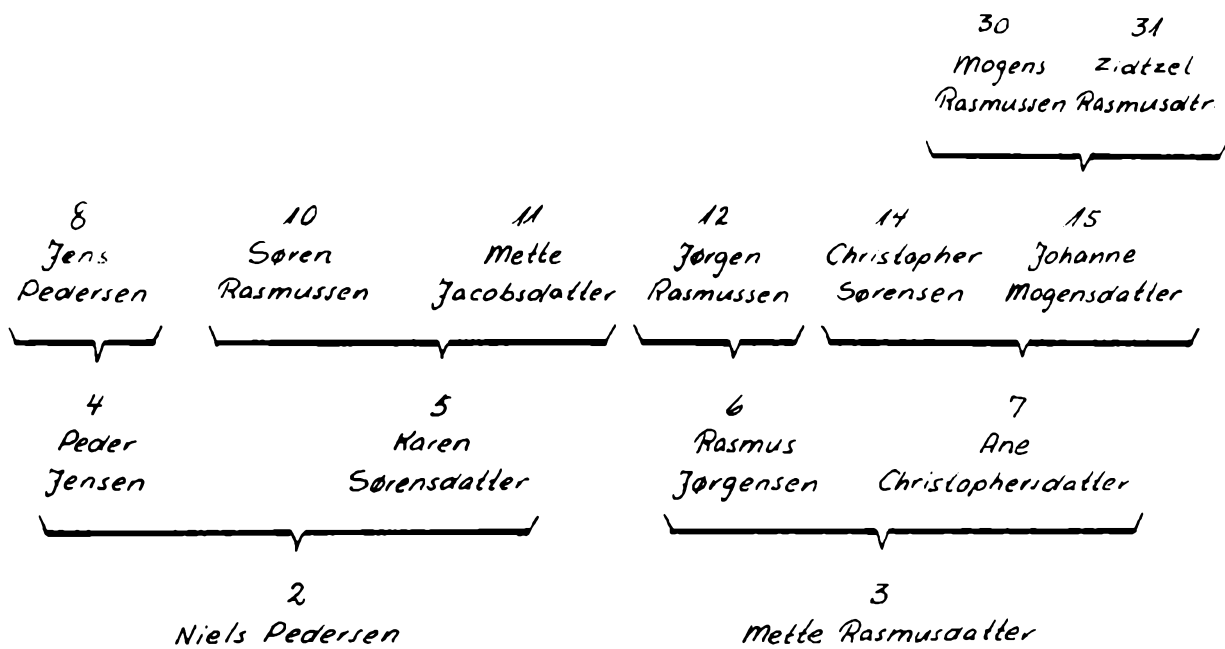 30 31
Mogens Zidtzel
Rasmussen Rasmusdtr.
8 10 11 12 14 15
Jens Søren Mette Jørgen Christopher Johanne
Pedersen Rasmussen Jacobsdatter Rasmussen Sørensen Mogensdatter
4 5 6 7
Peder Karen Rasmus Ane
Jensen Sørensdatter Jørgensen Christophersdatter
2 3
Niels Pedersen Mette Rasmusdatter